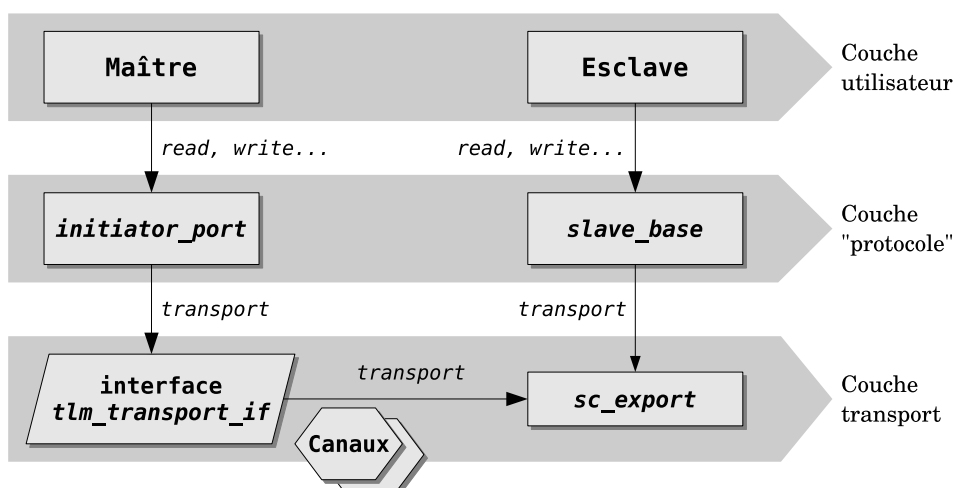 Maître
Esclave
Couche
utilisateur
read, write...
read, write...
initiator_port
slave_base
Couche
"protocole"
transport
transport
interface
tlm_transport_if
transport
sc_export
Couche
transport
Canaux